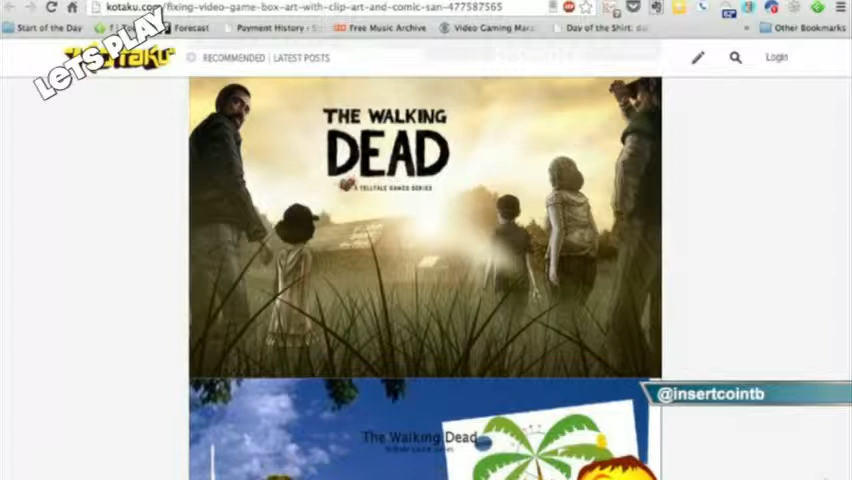 kotaku.com/fixing-video-game-box-art-with-clip-art-and-comic-san-477587565
Start of the Day
Forecast
Payment History
Free Music Archive
Video Gaming Mar
Day of the Shirt: dai
Other Bookmarks
LETS PLAY
RECOMMENDED | LATEST POSTS
Login
THE WALKING
DEAD
A TELLTALE GAMES SERIES
@insertcointb
The Walking Dead